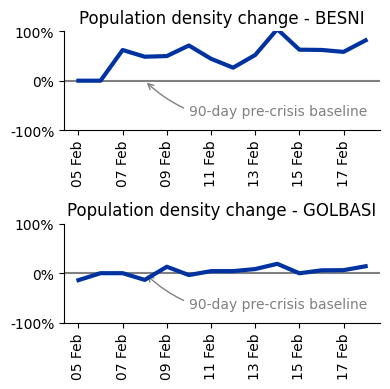 Population density change - BESNI
100%
0%
-100%
90-day pre-crisis baseline
05 Feb
07 Feb
09 Feb
11 Feb
13 Feb
15 Feb
17 Feb
Population density change - GOLBASI
100%
0%
-100%
90-day pre-crisis baseline
05 Feb
07 Feb
09 Feb
11 Feb
13 Feb
15 Feb
17 Feb